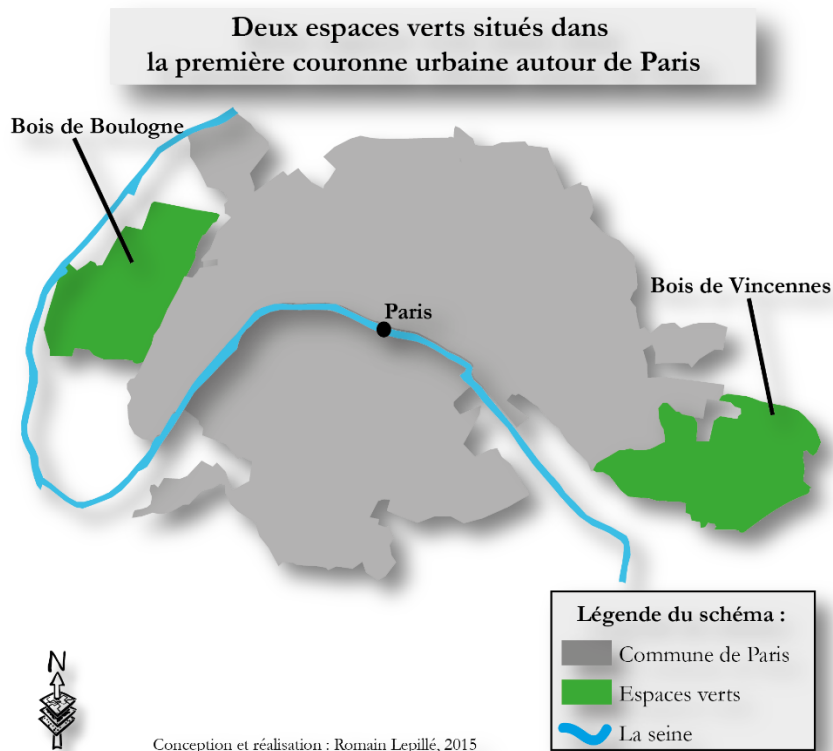 Deux espaces verts situés dans
la première couronne urbaine autour de Paris
Bois de Boulogne
Bois de Vincennes
Paris
Légende du schéma :
Commune de Paris
Espaces verts
La seine
N
Conception et réalisation : Romain Lepillé, 2015